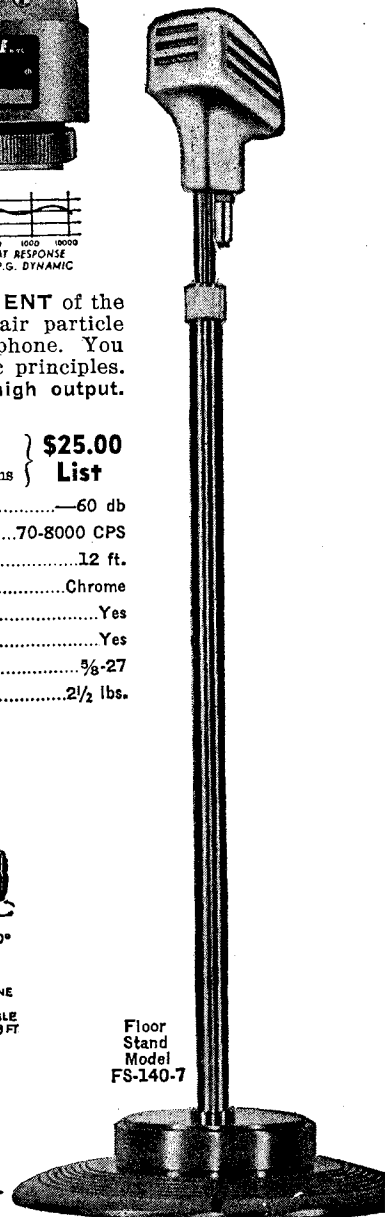 1000 10000
RESPONSE
P.G. DYNAMIC
ENT of the
air particle
phone. You
principles.
high output.
$25.00
List
—60 db
70-8000 CPS
12 ft.
Chrome
Yes
Yes
5/8-27
2½ lbs.
Floor
Stand
Model
FS-140-7